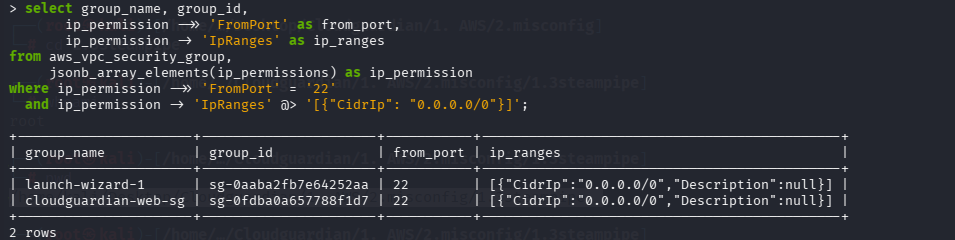 > select group_name, group_id,
       ip_permission ->> 'FromPort' as from_port,
       ip_permission -> 'IpRanges' as ip_ranges
from aws_vpc_security_group,
     jsonb_array_elements(ip_permissions) as ip_permission
where ip_permission ->> 'FromPort' = '22'
  and ip_permission -> 'IpRanges' @> '[{"CidrIp": "0.0.0.0/0"}]';
| group_name | group_id | from_port | ip_ranges |
| launch-wizard-1 | sg-0aaba2fb7e64252aa | 22 | [{"CidrIp":"0.0.0.0/0","Description":null}] |
| cloudguardian-web-sg | sg-0fdba0a657788f1d7 | 22 | [{"CidrIp":"0.0.0.0/0","Description":null}] |
2 rows